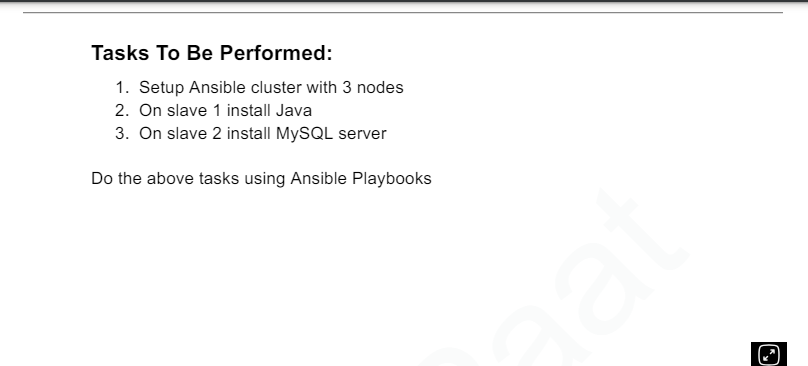 Tasks To Be Performed:
1. Setup Ansible cluster with 3 nodes
2. On slave 1 install Java
3. On slave 2 install MySQL server
Do the above tasks using Ansible Playbooks